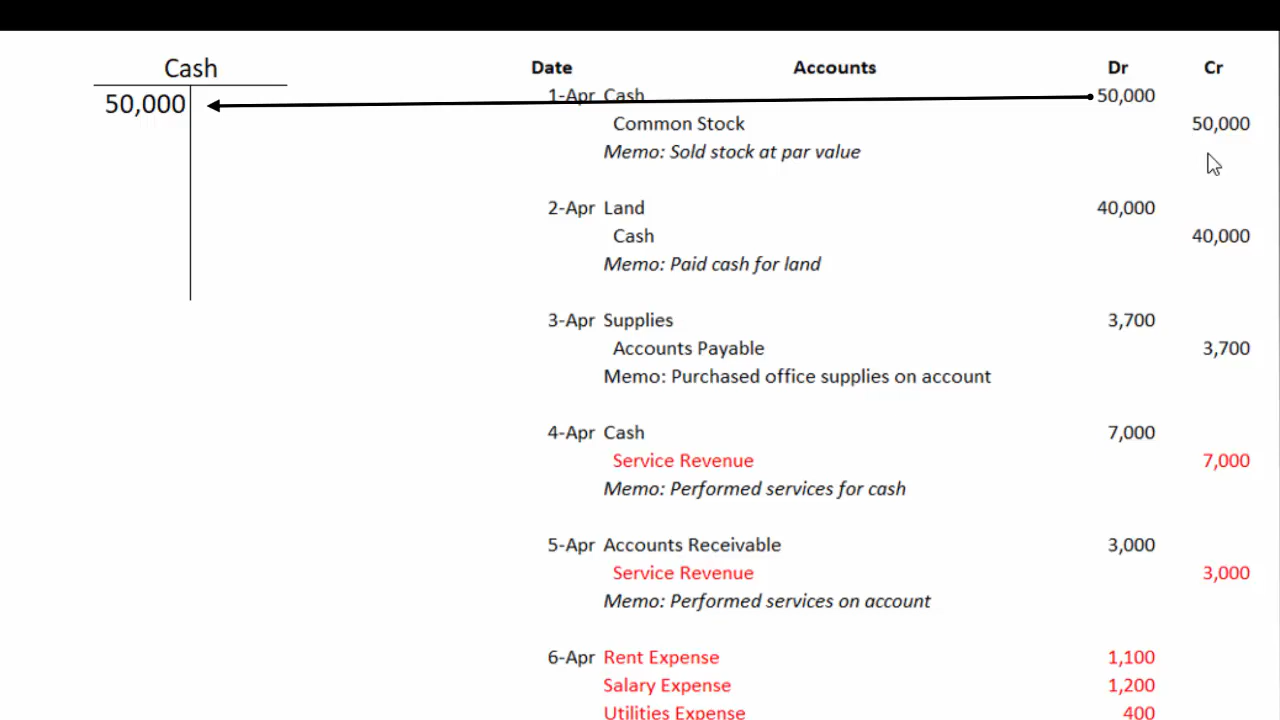 Cash
50,000
Date Accounts Dr Cr
1-Apr Cash 50,000
Common Stock 50,000
Memo: Sold stock at par value
2-Apr Land 40,000
Cash 40,000
Memo: Paid cash for land
3-Apr Supplies 3,700
Accounts Payable 3,700
Memo: Purchased office supplies on account
4-Apr Cash 7,000
Service Revenue 7,000
Memo: Performed services for cash
5-Apr Accounts Receivable 3,000
Service Revenue 3,000
Memo: Performed services on account
6-Apr Rent Expense 1,100
Salary Expense 1,200
Utilities Expense 400